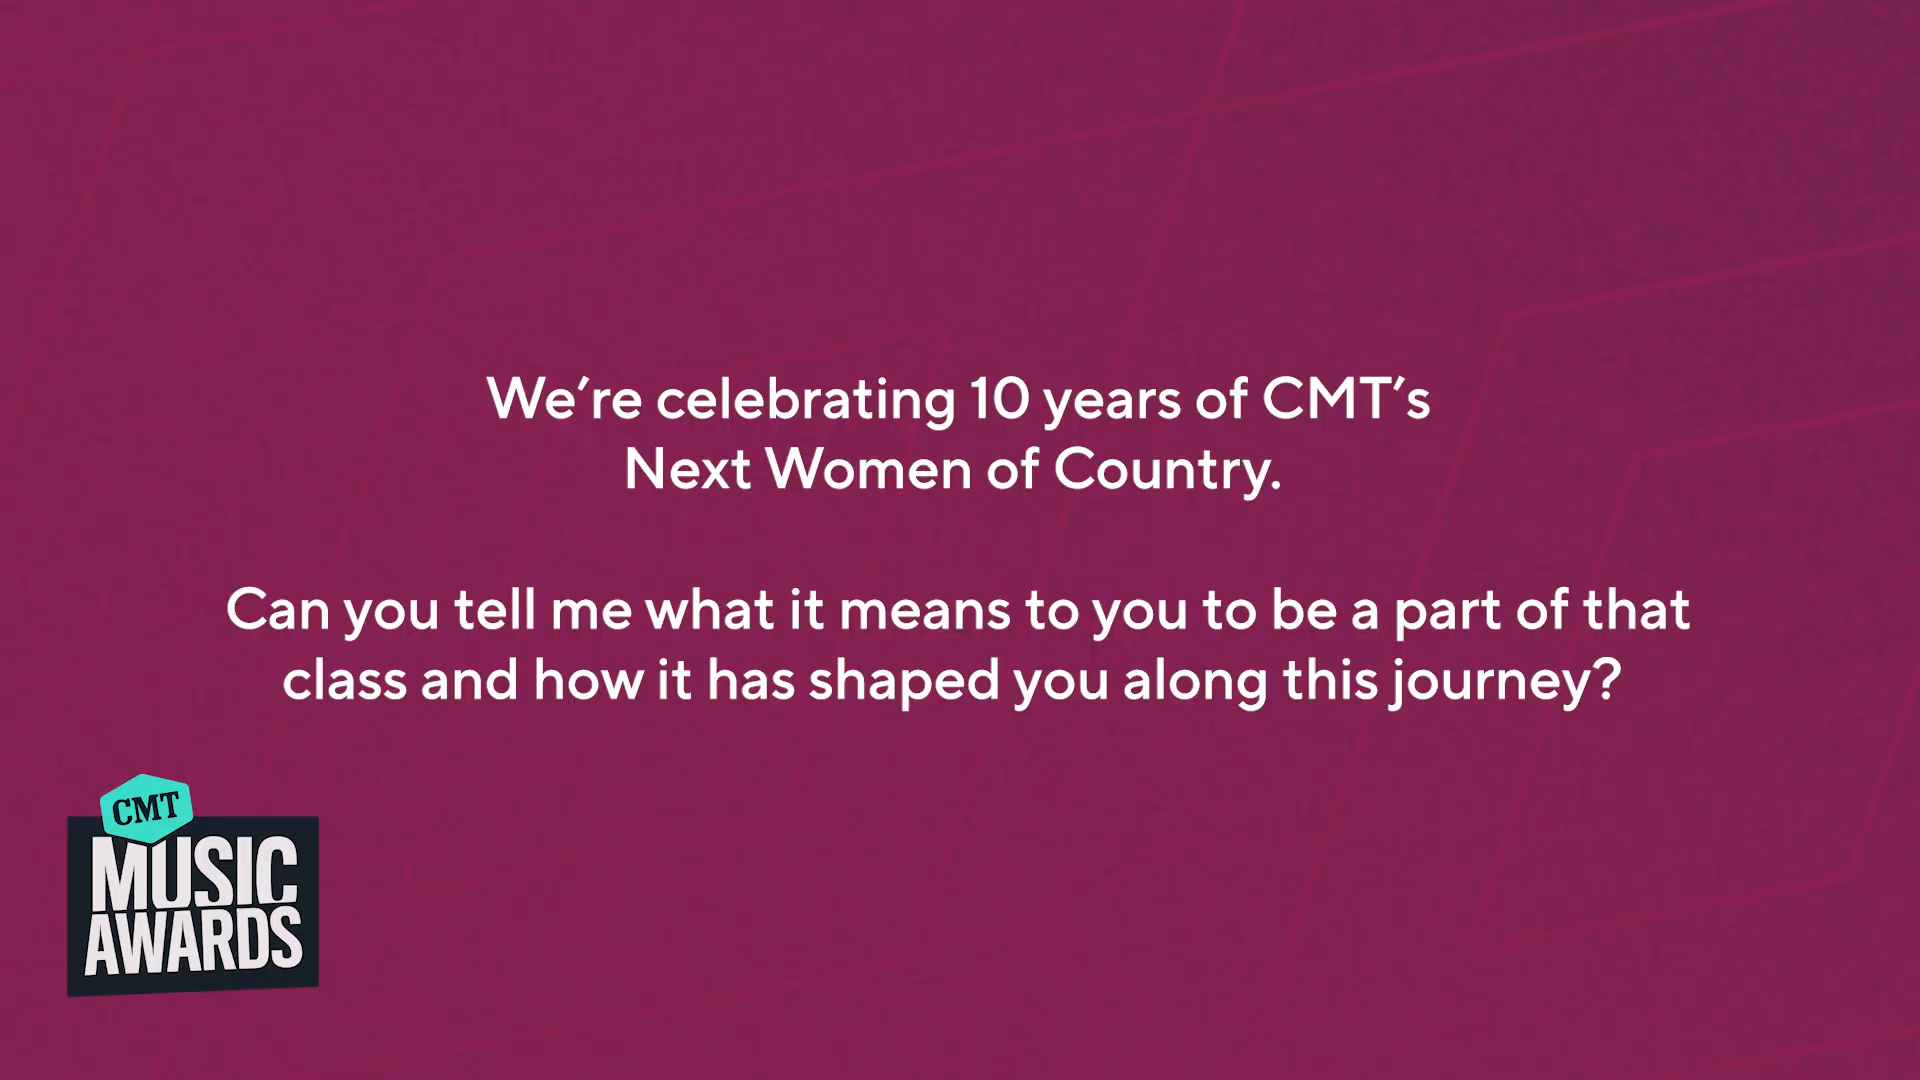 We’re celebrating 10 years of CMT’s
Next Women of Country.
Can you tell me what it means to you to be a part of that
class and how it has shaped you along this journey?
CMT
MUSIC
AWARDS